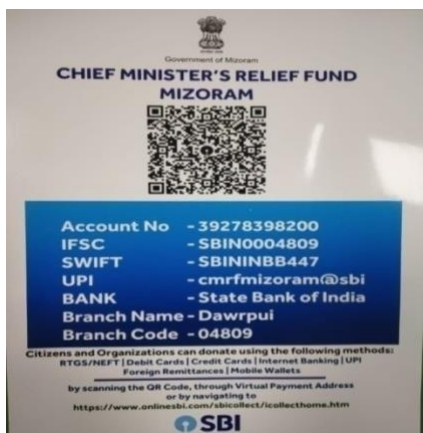 Government of Mizoram
CHIEF MINISTER'S RELIEF FUND
MIZORAM
Account No - 39278398200
IFSC - SBIN0004809
SWIFT - SBININBB447
UPI - cmrfmizoram@sbi
BANK - State Bank of India
Branch Name - Dawrpui
Branch Code - 04809
Citizens and Organizations can donate using the following methods:
RTGS/NEFT | Debit Cards | Credit Cards | Internet Banking | UPI
Foreign Remittances | Mobile Wallets
by scanning the QR Code, through Virtual Payment Address
or by navigating to
https://www.onlinesbi.com/sbicollect/icollecthome.htm
SBI